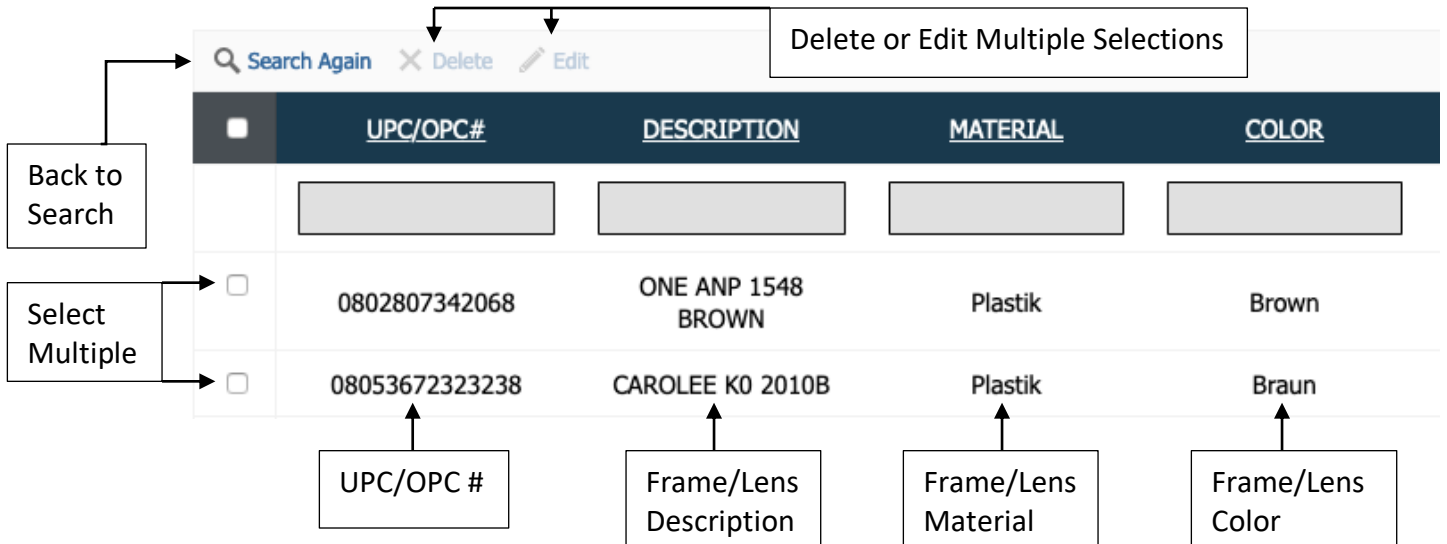 Delete or Edit Multiple Selections
Search Again Delete Edit
UPC/OPC# DESCRIPTION MATERIAL COLOR
Back to
Search
ONE ANP 1548
0802807342068 Plastik Brown
BROWN
Select
Multiple
08053672323238 CAROLEE K0 2010B Plastik Braun
UPC/OPC # Frame/Lens Frame/Lens Frame/Lens
Description Material Color